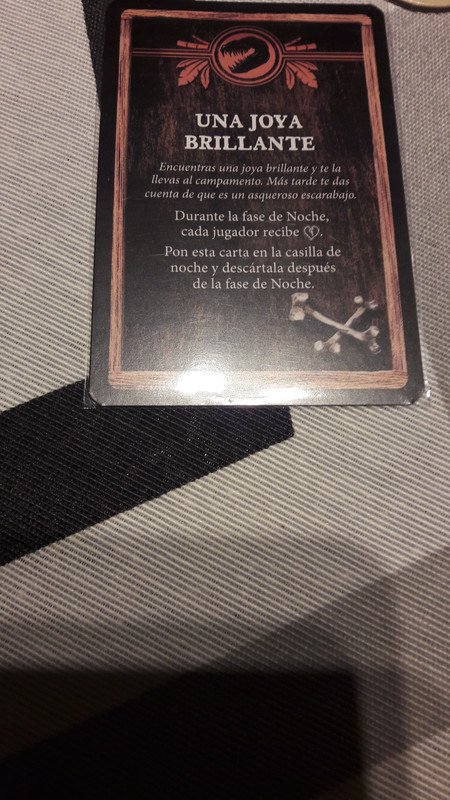 UNA JOYA
BRILLANTE
Encuentras una joya brillante y te la
llevas al campamento. Más tarde te das
cuenta de que es un asqueroso escarabajo.
Durante la fase de Noche,
cada jugador recibe .
Pon esta carta en la casilla de
noche y descártala después
de la fase de Noche.